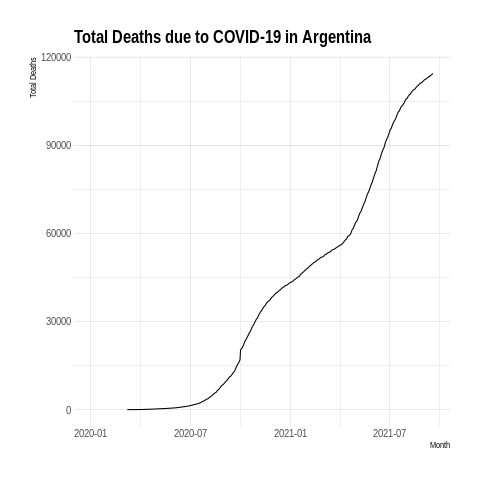 Total Deaths due to COVID-19 in Argentina
Total Deaths
120000
90000
60000
30000
0
2020-01 2020-07 2021-01 2021-07
Month